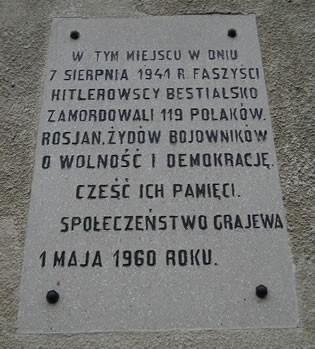 W TYM MIEJSCU W DNIU
7 SIERPNIA 1941 R. FASZYŚCI
HITLEROWSCY BESTIALSKO
ZAMORDOWALI 119 POLAKÓW.
ROSJAN, ŻYDÓW BOJOWNIKÓW
O WOLNOŚĆ I DEMOKRACJĘ.
CZEŚĆ ICH PAMIĘCI.
SPOŁECZEŃSTWO GRAJEWA
1 MAJA 1960 ROKU.